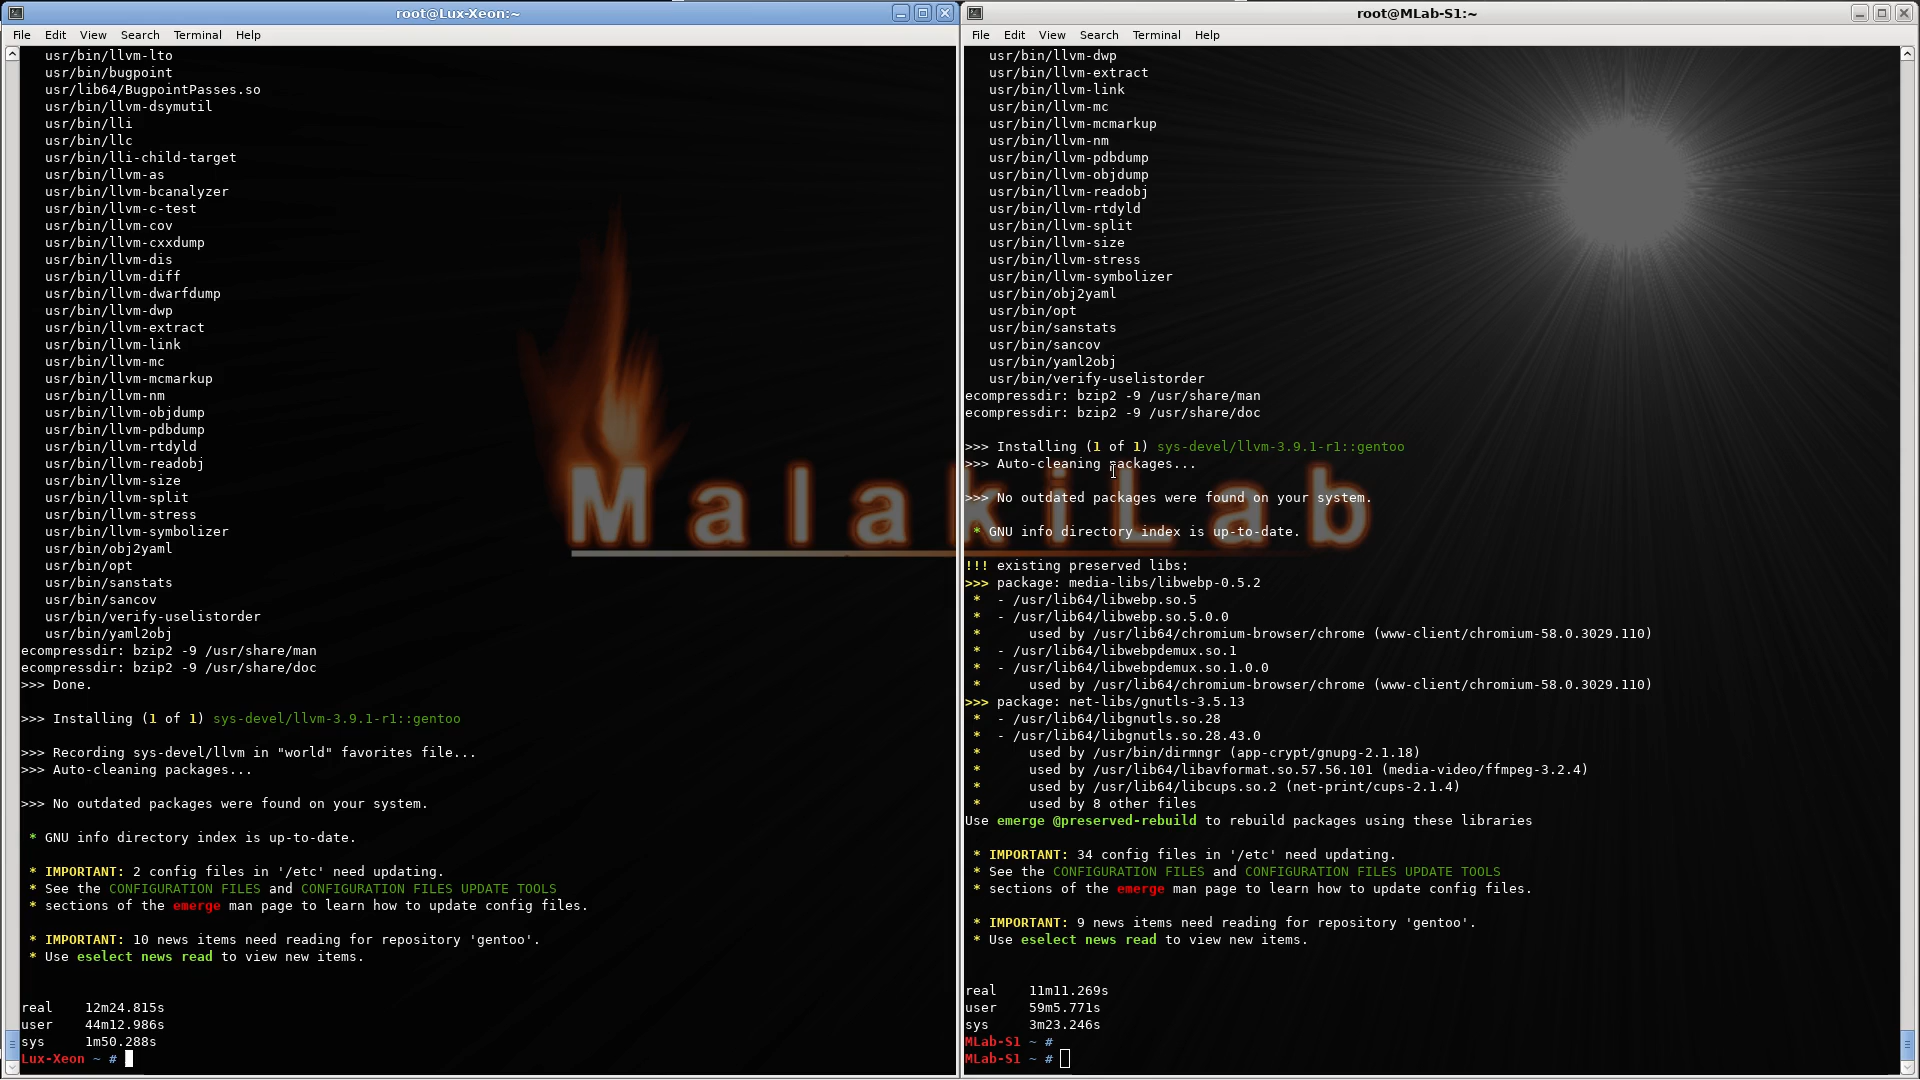 root@Lux-Xeon:~
File Edit View Search Terminal Help
usr/bin/llvm-lto
usr/bin/bugpoint
usr/lib64/BugpointPasses.so
usr/bin/llvm-dsymutil
usr/bin/lli
usr/bin/llc
usr/bin/lli-child-target
usr/bin/llvm-as
usr/bin/llvm-bcanalyzer
usr/bin/llvm-c-test
usr/bin/llvm-cov
usr/bin/llvm-cxxdump
usr/bin/llvm-dis
usr/bin/llvm-diff
usr/bin/llvm-dwarfdump
usr/bin/llvm-dwp
usr/bin/llvm-extract
usr/bin/llvm-link
usr/bin/llvm-mc
usr/bin/llvm-mcmarkup
usr/bin/llvm-nm
usr/bin/llvm-objdump
usr/bin/llvm-pdbdump
usr/bin/llvm-rtdyld
usr/bin/llvm-readobj
usr/bin/llvm-size
usr/bin/llvm-split
usr/bin/llvm-stress
usr/bin/llvm-symbolizer
usr/bin/obj2yaml
usr/bin/opt
usr/bin/sanstats
usr/bin/sancov
usr/bin/verify-uselistorder
usr/bin/yaml2obj
ecompressdir: bzip2 -9 /usr/share/man
ecompressdir: bzip2 -9 /usr/share/doc
>>> Done.
>>> Installing (1 of 1) sys-devel/llvm-3.9.1-r1::gentoo
>>> Recording sys-devel/llvm in "world" favorites file...
>>> Auto-cleaning packages...
>>> No outdated packages were found on your system.
* GNU info directory index is up-to-date.
* IMPORTANT: 2 config files in '/etc' need updating.
* See the CONFIGURATION FILES and CONFIGURATION FILES UPDATE TOOLS
* sections of the emerge man page to learn how to update config files.
* IMPORTANT: 10 news items need reading for repository 'gentoo'.
* Use eselect news read to view new items.
real 12m24.815s
user 44m12.986s
sys 1m50.288s
Lux-Xeon ~ #
root@MLab-S1:~
File Edit View Search Terminal Help
usr/bin/llvm-dwp
usr/bin/llvm-extract
usr/bin/llvm-link
usr/bin/llvm-mc
usr/bin/llvm-mcmarkup
usr/bin/llvm-nm
usr/bin/llvm-pdbdump
usr/bin/llvm-objdump
usr/bin/llvm-readobj
usr/bin/llvm-rtdyld
usr/bin/llvm-split
usr/bin/llvm-size
usr/bin/llvm-stress
usr/bin/llvm-symbolizer
usr/bin/obj2yaml
usr/bin/opt
usr/bin/sanstats
usr/bin/sancov
usr/bin/yaml2obj
usr/bin/verify-uselistorder
ecompressdir: bzip2 -9 /usr/share/man
ecompressdir: bzip2 -9 /usr/share/doc
>>> Installing (1 of 1) sys-devel/llvm-3.9.1-r1::gentoo
>>> Auto-cleaning packages...
>>> No outdated packages were found on your system.
* GNU info directory index is up-to-date.
!!! existing preserved libs:
>>> package: media-libs/libwebp-0.5.2
* - /usr/lib64/libwebp.so.5
* - /usr/lib64/libwebp.so.5.0.0
* used by /usr/lib64/chromium-browser/chrome (www-client/chromium-58.0.3029.110)
* - /usr/lib64/libwebpdemux.so.1
* - /usr/lib64/libwebpdemux.so.1.0.0
* used by /usr/lib64/chromium-browser/chrome (www-client/chromium-58.0.3029.110)
>>> package: net-libs/gnutls-3.5.13
* - /usr/lib64/libgnutls.so.28
* - /usr/lib64/libgnutls.so.28.43.0
* used by /usr/bin/dirmngr (app-crypt/gnupg-2.1.18)
* used by /usr/lib64/libavformat.so.57.56.101 (media-video/ffmpeg-3.2.4)
* used by /usr/lib64/libcups.so.2 (net-print/cups-2.1.4)
* used by 8 other files
Use emerge @preserved-rebuild to rebuild packages using these libraries
* IMPORTANT: 34 config files in '/etc' need updating.
* See the CONFIGURATION FILES and CONFIGURATION FILES UPDATE TOOLS
* sections of the emerge man page to learn how to update config files.
* IMPORTANT: 9 news items need reading for repository 'gentoo'.
* Use eselect news read to view new items.
real 11m11.269s
user 59m5.771s
sys 3m23.246s
MLab-S1 ~ #
MLab-S1 ~ #
MalakiLab